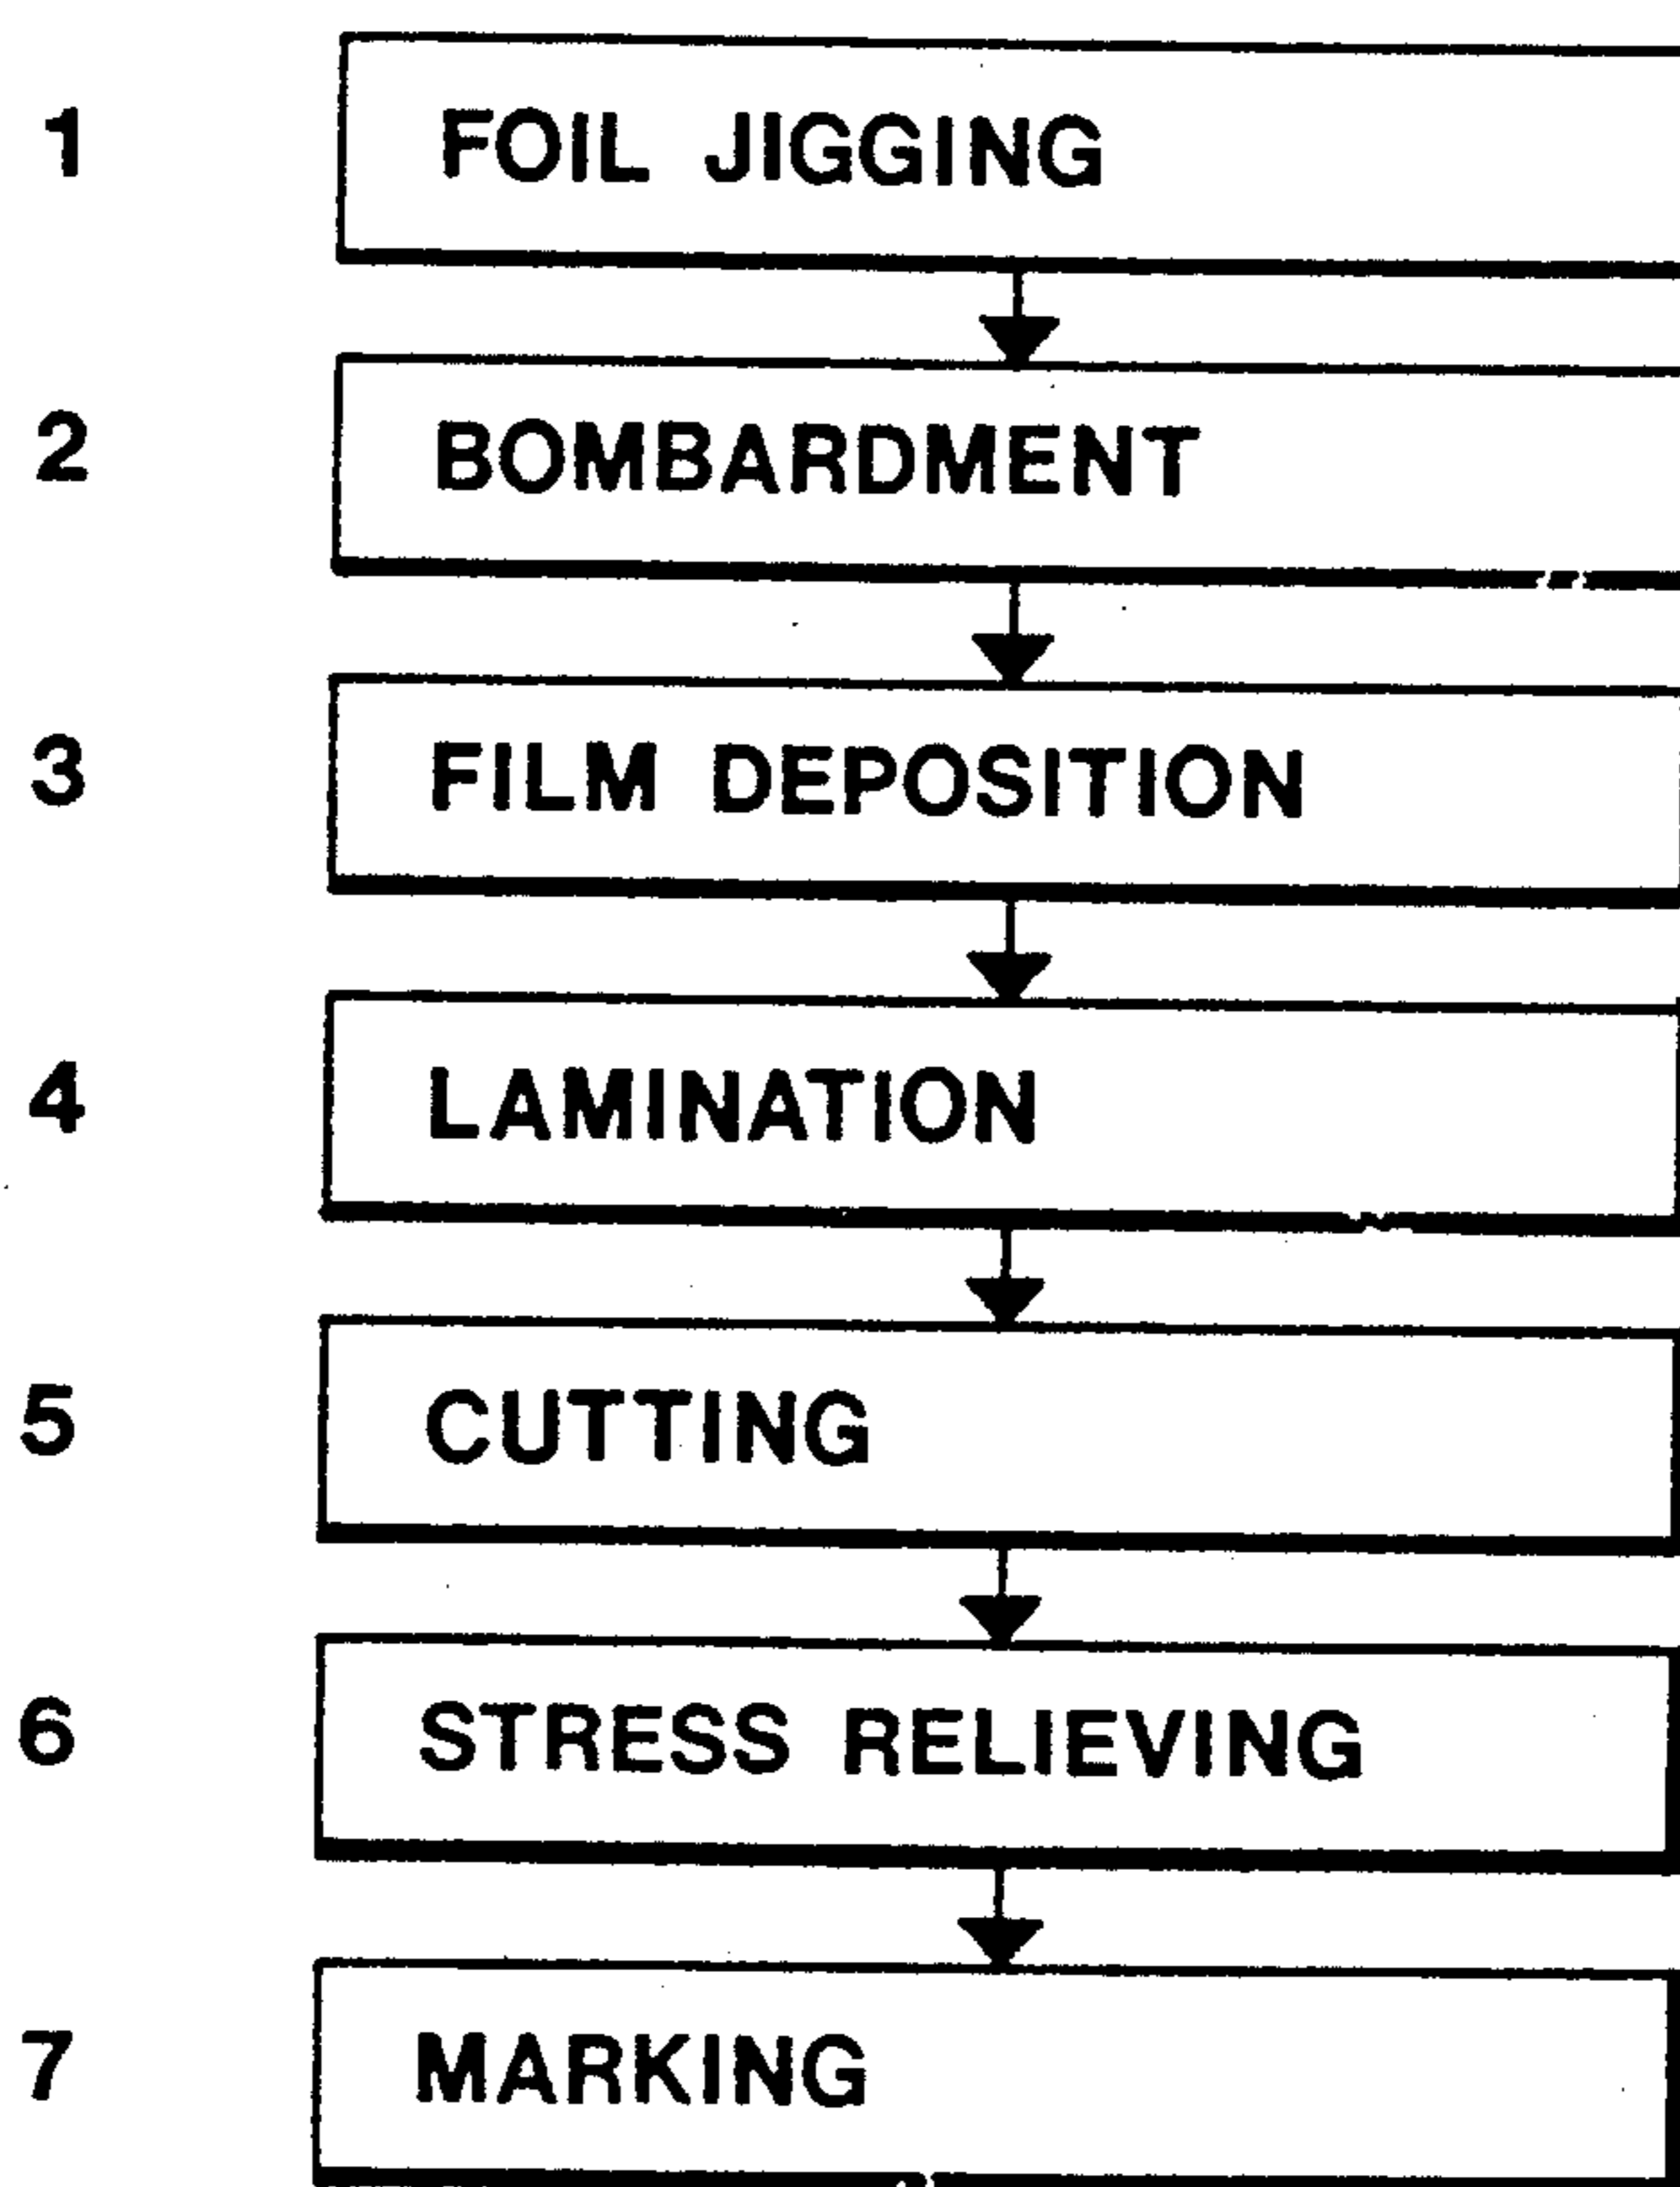 1 FOIL JIGGING
2 BOMBARDMENT
3 FILM DEPOSITION
4 LAMINATION
5 CUTTING
6 STRESS RELIEVING
7 MARKING